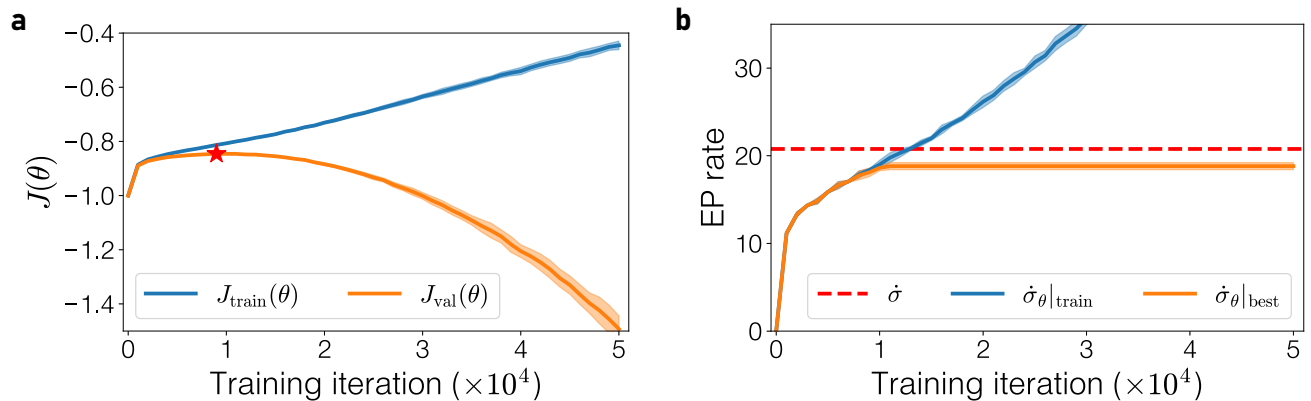 a
J(θ)
−0.4
−0.6
−0.8
−1.0
−1.2
−1.4
J_train(θ) J_val(θ)
0 1 2 3 4 5
Training iteration (×10⁴)
b
EP rate
30
20
10
0
σ̇ σ̇_θ|_train σ̇_θ|_best
0 1 2 3 4 5
Training iteration (×10⁴)